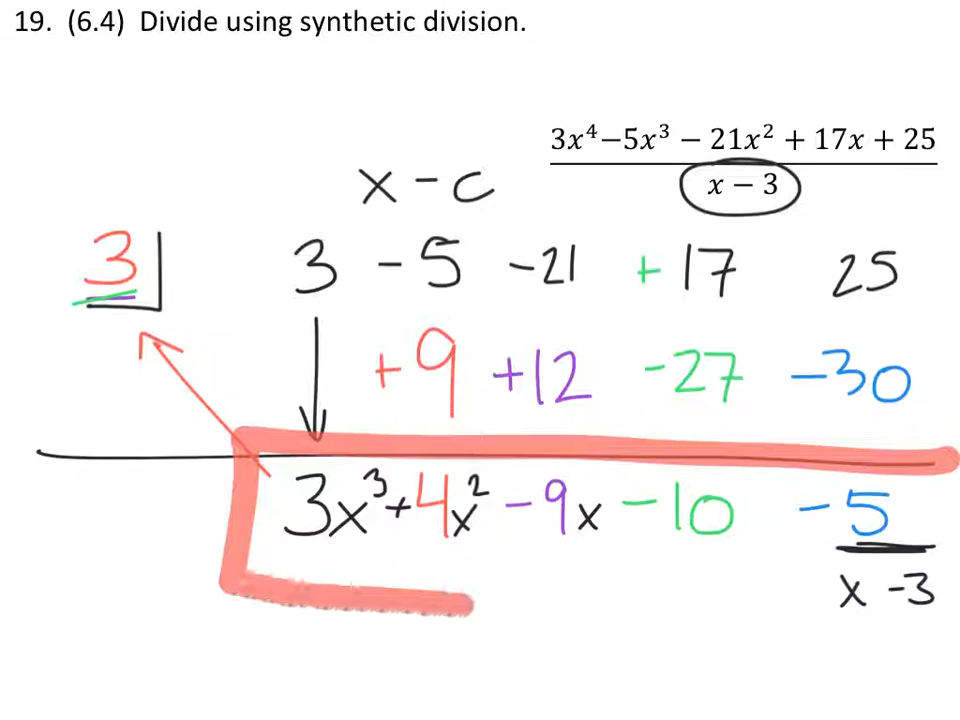 19. (6.4) Divide using synthetic division.
3x⁴−5x³ − 21x² + 17x + 25
x − 3
x - c
3 3 - 5 -21 + 17 25
+9 +12 -27 -30
3x³+4x² -9x -10 -5
x -3